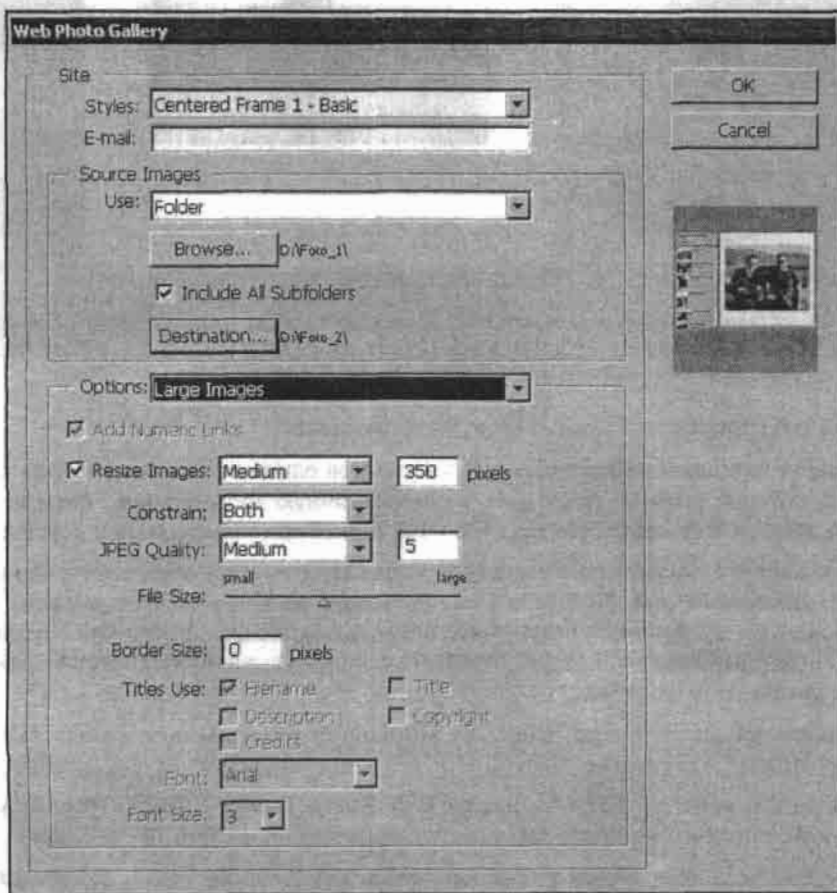 Web Photo Gallery
Site
Styles: Centered Frame 1 - Basic
E-mail:
OK
Cancel
Source Images
Use: Folder
Browse... D:\Foto_1\
Include All Subfolders
Destination... D:\Foto_2\
Options: Large Images
Add Numeric Links
Resize Images: Medium 350 pixels
Constrain: Both
JPEG Quality: Medium 5
small large
File Size:
Border Size: 0 pixels
Titles Use: Filename Title
Description Copyright
Credits
Font: Arial
Font Size: 3